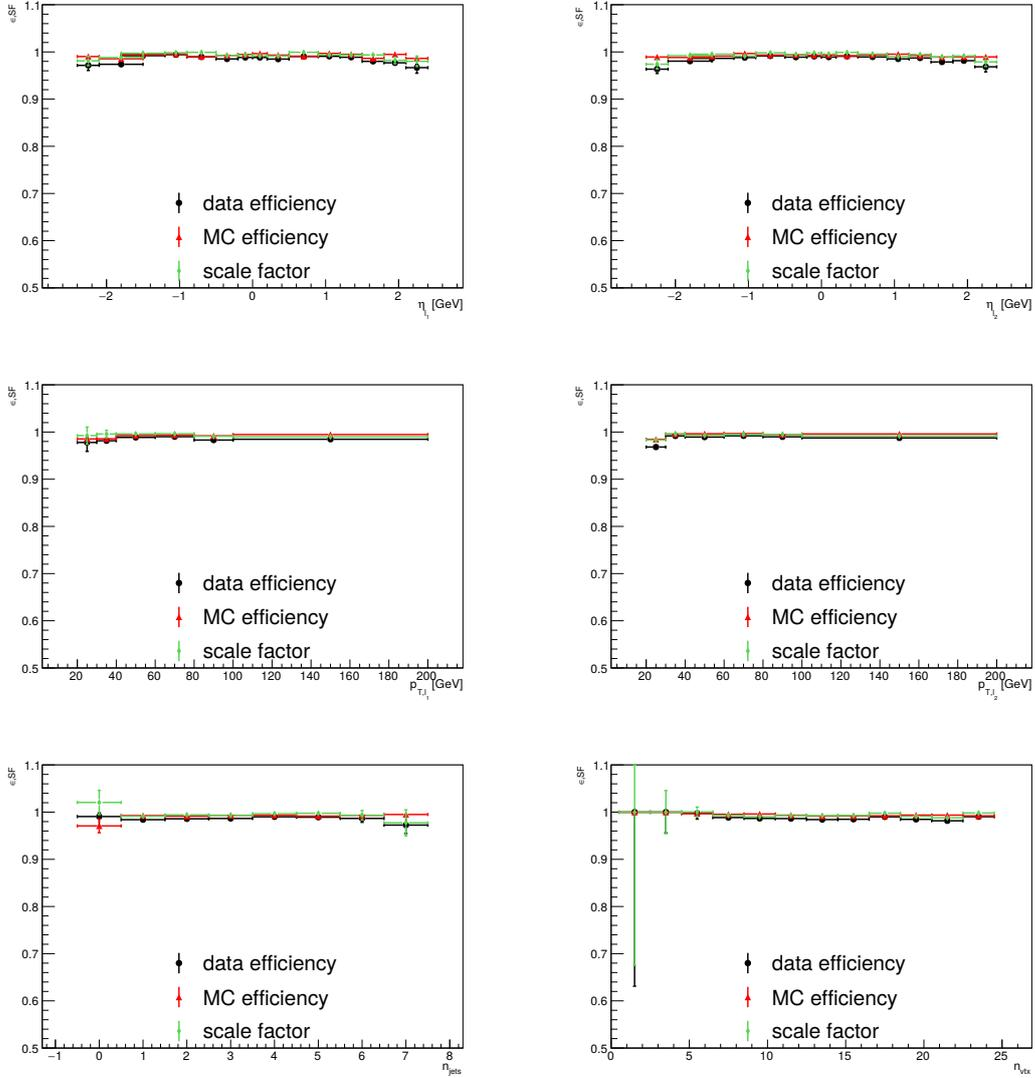 1.1 1.1
∈,SF ∈,SF
1 1
0.9 0.9
0.8 0.8
0.7 0.7
data efficiency data efficiency
MC efficiency MC efficiency
0.6 0.6
scale factor scale factor
0.5 0.5
−2 −1 0 1 2 −2 −1 0 1 2
η_l_1 [GeV] η_l_2 [GeV]
1.1 1.1
∈,SF ∈,SF
1 1
0.9 0.9
0.8 0.8
0.7 0.7
data efficiency data efficiency
MC efficiency MC efficiency
0.6 0.6
scale factor scale factor
0.5 0.5
20 40 60 80 100 120 140 160 180 200 20 40 60 80 100 120 140 160 180 200
p_T,l_1 [GeV] p_T,l_2 [GeV]
1.1 1.1
∈,SF ∈,SF
1 1
0.9 0.9
0.8 0.8
0.7 0.7
data efficiency data efficiency
MC efficiency MC efficiency
0.6 0.6
scale factor scale factor
0.5 0.5
−1 0 1 2 3 4 5 6 7 8 0 5 10 15 20 25
n_jets n_vtx